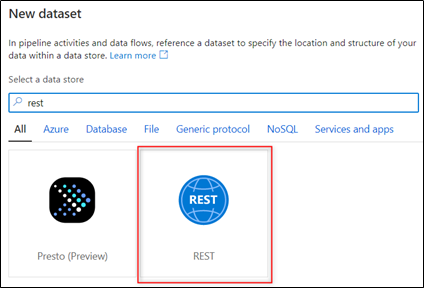 New dataset
In pipeline activities and data flows, reference a dataset to specify the location and structure of your
data within a data store. Learn more
Select a data store
rest
All Azure Database File Generic protocol NoSQL Services and apps
REST
Presto (Preview) REST